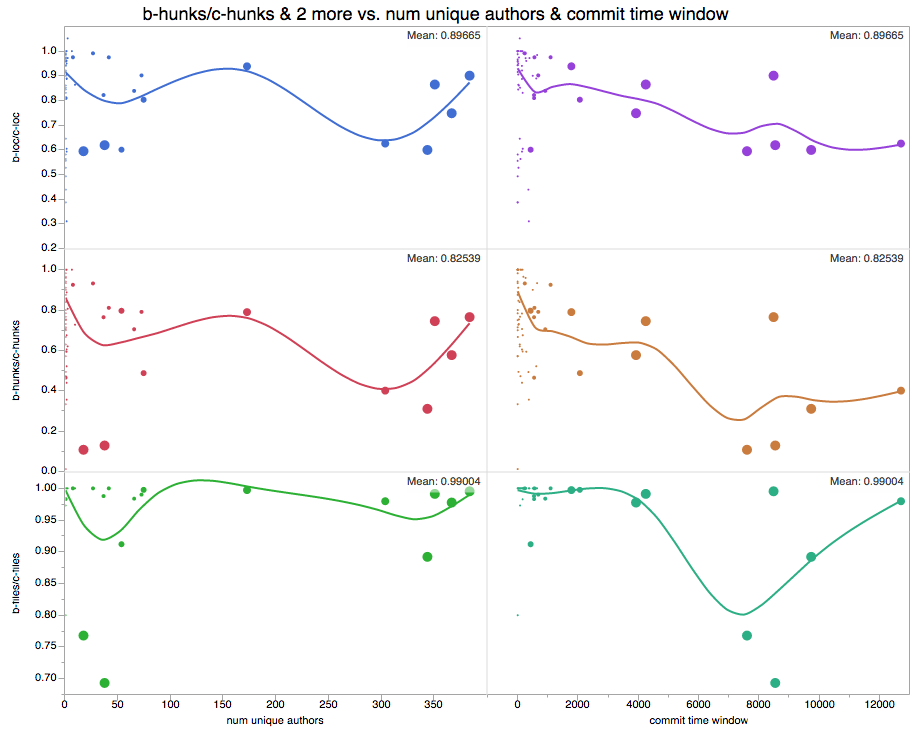 b-hunks/c-hunks & 2 more vs. num unique authors & commit time window
Mean: 0.89665
Mean: 0.89665
1.0
0.9
0.8
0.7
0.6
0.5
0.4
0.3
0.2
b-loc/c-loc
Mean: 0.82539
Mean: 0.82539
1.0
0.8
0.6
0.4
0.2
0.0
b-hunks/c-hunks
Mean: 0.99004
Mean: 0.99004
1.00
0.95
0.90
0.85
0.80
0.75
0.70
b-files/c-files
0 50 100 150 200 250 300 350
0 2000 4000 6000 8000 10000 12000
num unique authors
commit time window